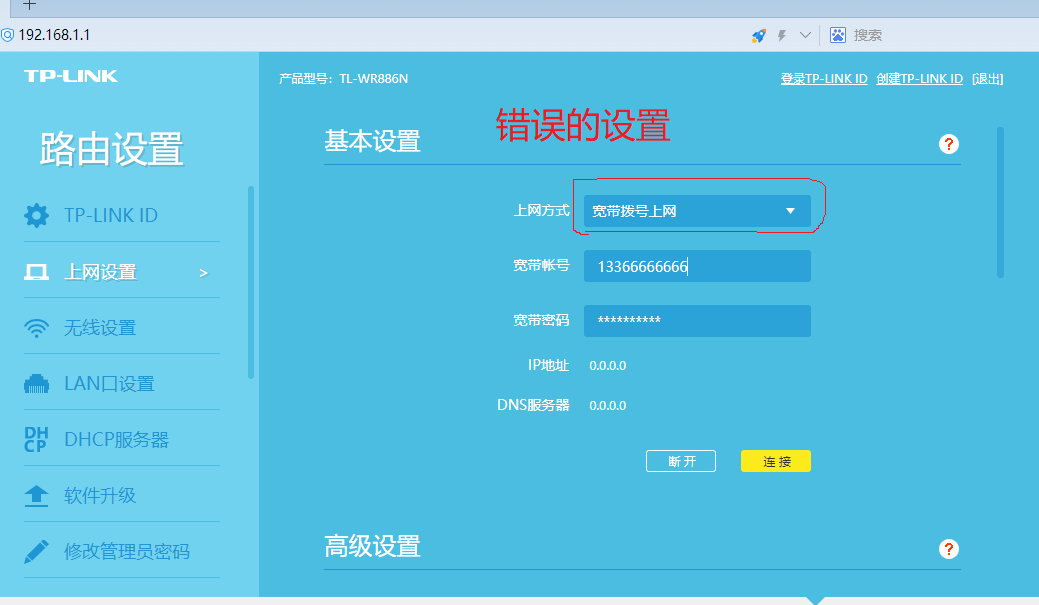 192.168.1.1
搜索
TP-LINK
产品型号: TL-WR886N
登录TP-LINK ID 创建TP-LINK ID [退出]
路由设置
TP-LINK ID
上网设置 >
无线设置
LAN口设置
DHCP
DHCP服务器
软件升级
修改管理员密码
错误的设置
基本设置
?
上网方式 宽带拨号上网
宽带帐号 13366666666
宽带密码 **********
IP地址 0.0.0.0
DNS服务器 0.0.0.0
断开 连接
高级设置
?